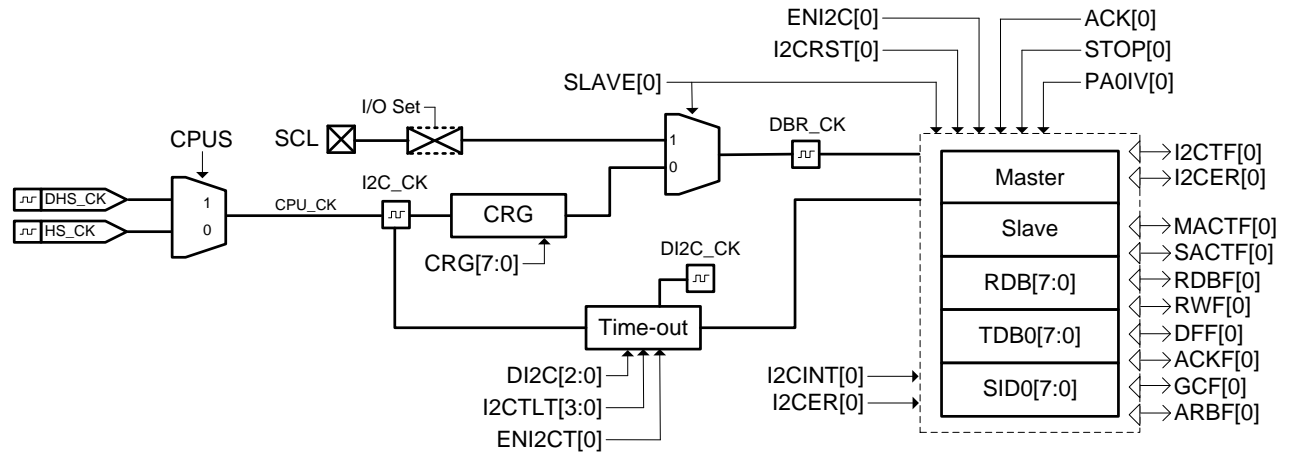 ENI2C[0]
ACK[0]
I2CRST[0]
STOP[0]
SLAVE[0]
PA0IV[0]
I/O Set
CPUS
SCL
1
0
DBR_CK
I2CTF[0]
Master
I2CER[0]
DHS_CK
1
HS_CK
0
CPU_CK
I2C_CK
CRG
CRG[7:0]
Slave
MACTF[0]
SACTF[0]
DI2C_CK
RDB[7:0]
RDBF[0]
RWF[0]
Time-out
TDB0[7:0]
DFF[0]
ACKF[0]
DI2C[2:0]
I2CINT[0]
SID0[7:0]
GCF[0]
I2CTLT[3:0]
I2CER[0]
ARBF[0]
ENI2CT[0]